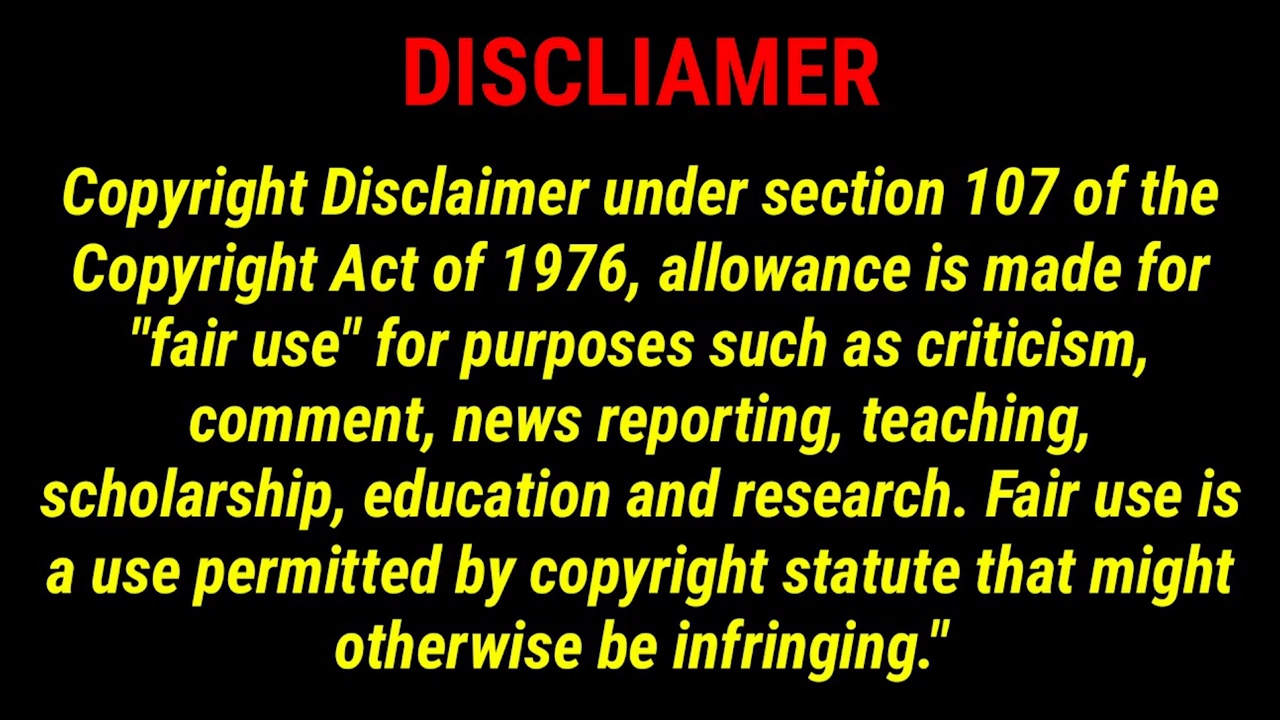 DISCLIAMER
Copyright Disclaimer under section 107 of the
Copyright Act of 1976, allowance is made for
"fair use" for purposes such as criticism,
comment, news reporting, teaching,
scholarship, education and research. Fair use is
a use permitted by copyright statute that might
otherwise be infringing."